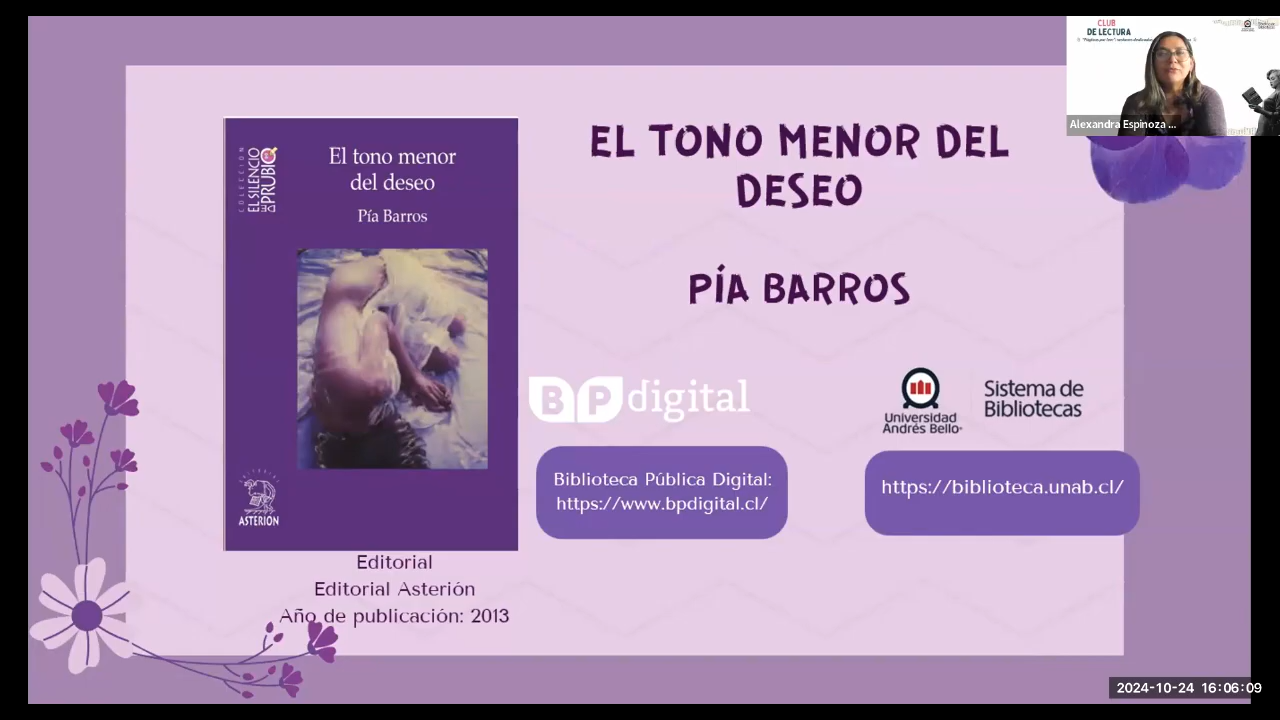 CLUB
DE LECTURA
Alexandra Espinoza ...
EL TONO MENOR DEL
DESEO
PÍA BARROS
COLECCIÓN
EL SILENCIO
DEPRUBIO
El tono menor
del deseo
Pía Barros
EDITORIAL
ASTERION
BP digital
Biblioteca Pública Digital:
https://www.bpdigital.cl/
Universidad
Andrés Bello
Sistema de
Bibliotecas
https://biblioteca.unab.cl/
Editorial
Editorial Asterión
Año de publicación: 2013
2024-10-24 16:06:09